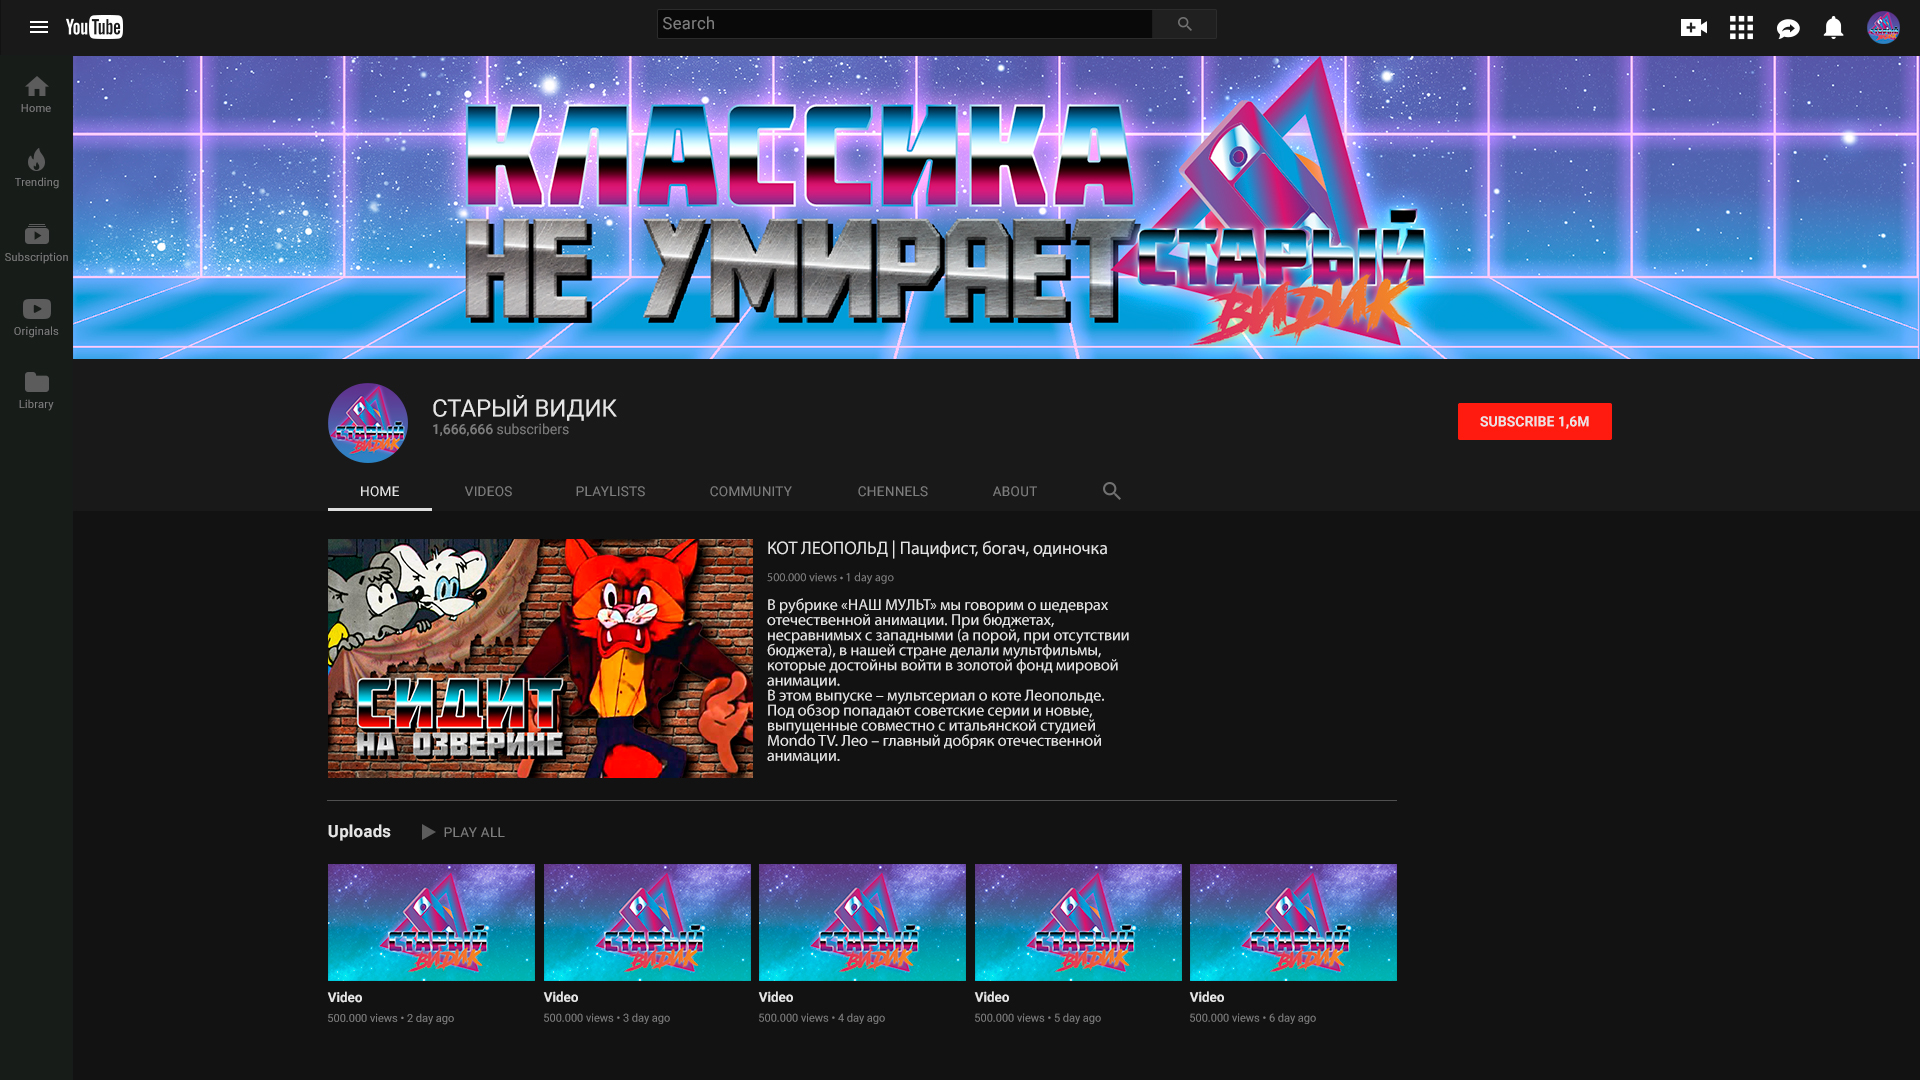 YouTube
Search
Home
Trending
Subscription
Originals
Library
КЛАССИКА
НЕ УМИРАЕТ
СТАРЫЙ
ВИДИК
СТАРЫЙ
ВИДИК
СТАРЫЙ ВИДИК
1,666,666 subscribers
SUBSCRIBE 1,6M
HOME
VIDEOS
PLAYLISTS
COMMUNITY
CHENNELS
ABOUT
СИДИТ
НА ОЗВЕРИНЕ
КОТ ЛЕОПОЛЬД | Пацифист, богач, одиночка
500.000 views • 1 day ago
В рубрике «НАШ МУЛЬТ» мы говорим о шедеврах
отечественной анимации. При бюджетах,
несравнимых с западными (а порой, при отсутствии
бюджета), в нашей стране делали мультфильмы,
которые достойны войти в золотой фонд мировой
анимации.
В этом выпуске – мультсериал о коте Леопольде.
Под обзор попадают советские серии и новые,
выпущенные совместно с итальянской студией
Mondo TV. Лео – главный добряк отечественной
анимации.
Uploads
PLAY ALL
СТАРЫЙ
ВИДИК
Video
500.000 views • 2 day ago
СТАРЫЙ
ВИДИК
Video
500.000 views • 3 day ago
СТАРЫЙ
ВИДИК
Video
500.000 views • 4 day ago
СТАРЫЙ
ВИДИК
Video
500.000 views • 5 day ago
СТАРЫЙ
ВИДИК
Video
500.000 views • 6 day ago